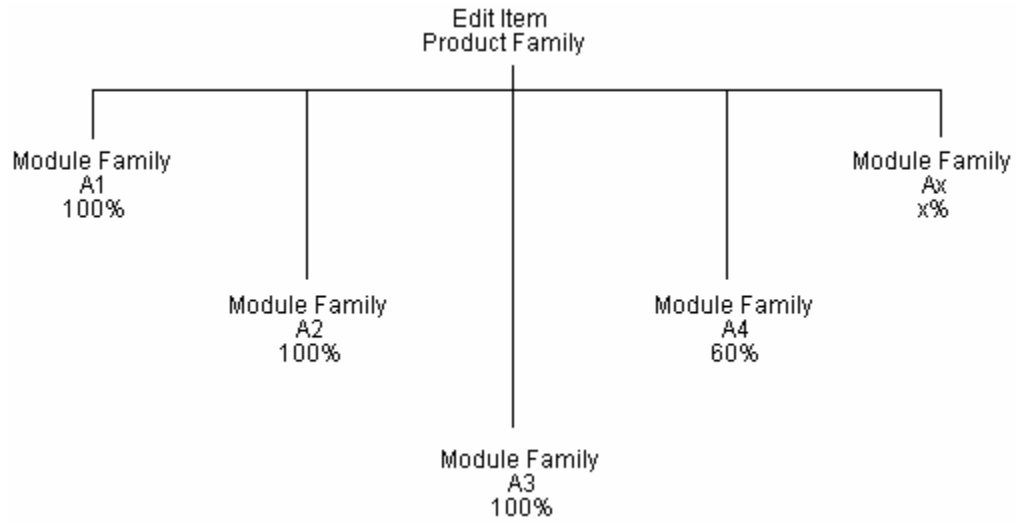 Edit Item
Product Family
Module Family
A1
100%
Module Family
Ax
x%
Module Family
A2
100%
Module Family
A4
60%
Module Family
A3
100%